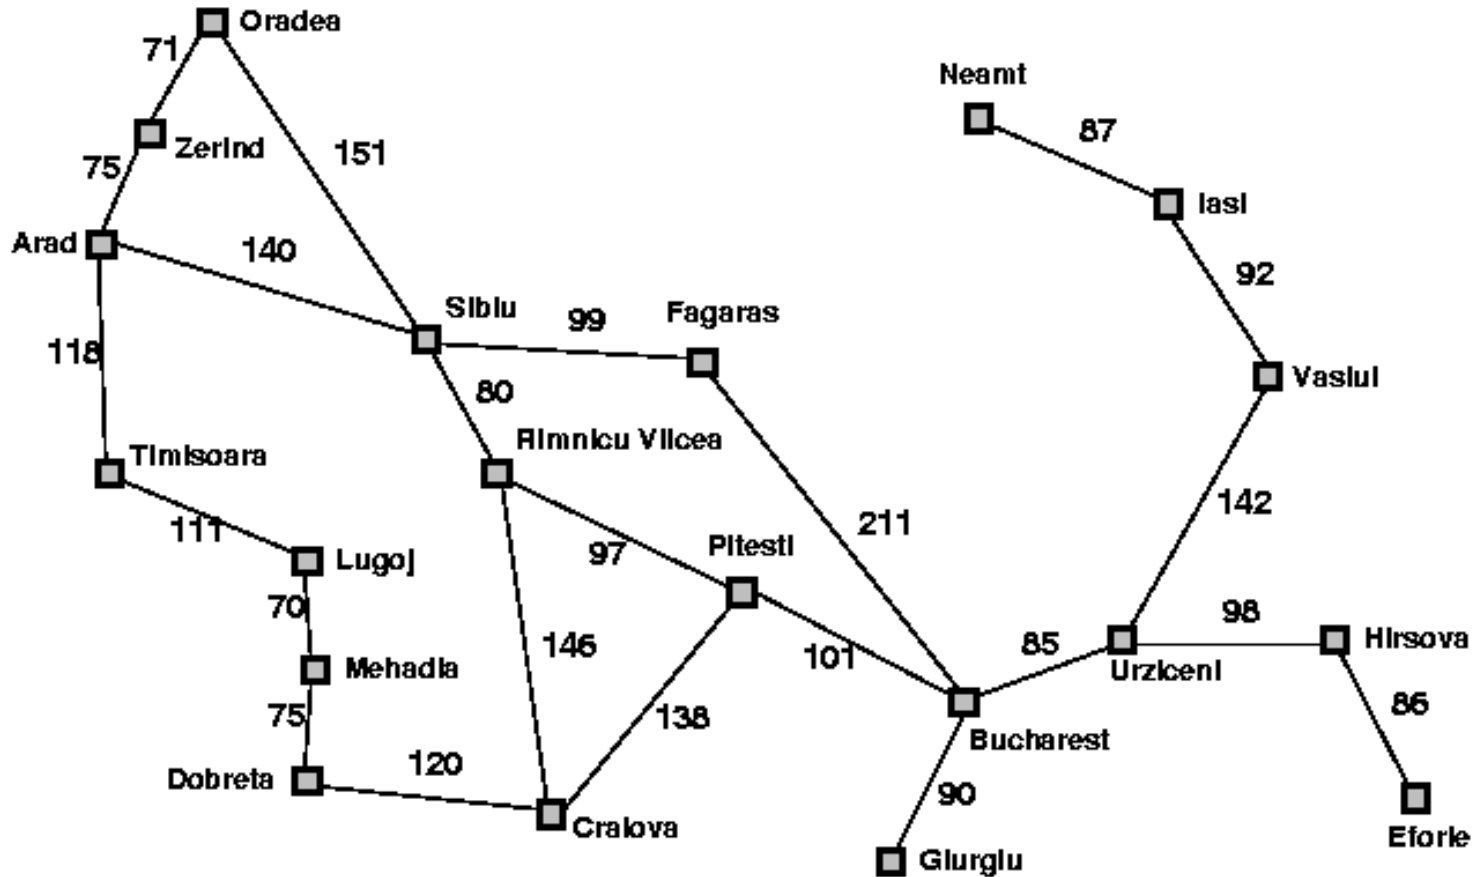 Oradea
71
Neamt
87
Zerind
151
75
Iasi
Arad
140
92
Sibiu
Fagaras
99
118
Vaslui
80
Timisoara
Rimnicu Vilcea
142
211
111
Lugoj
97
Pitesti
70
98
Hirsova
146
101
85
Mehadia
Urziceni
86
75
138
Bucharest
Dobreta
120
90
Craiova
Eforie
Giurgiu